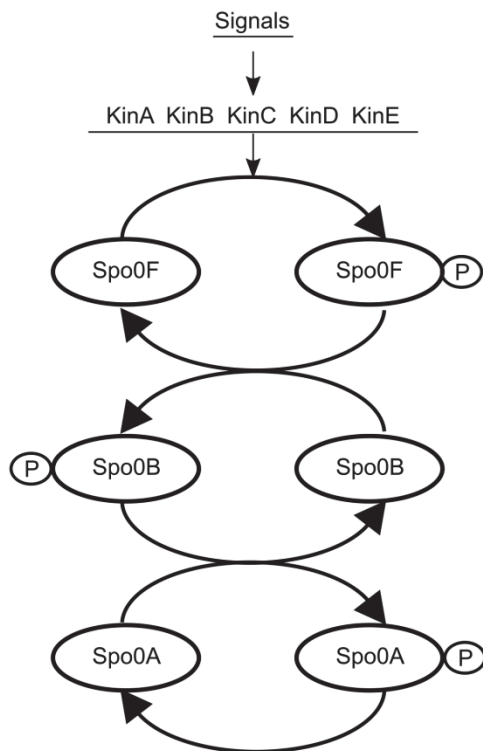 Signals
KinA KinB KinC KinD KinE
Spo0F Spo0F P
P Spo0B Spo0B
Spo0A Spo0A P